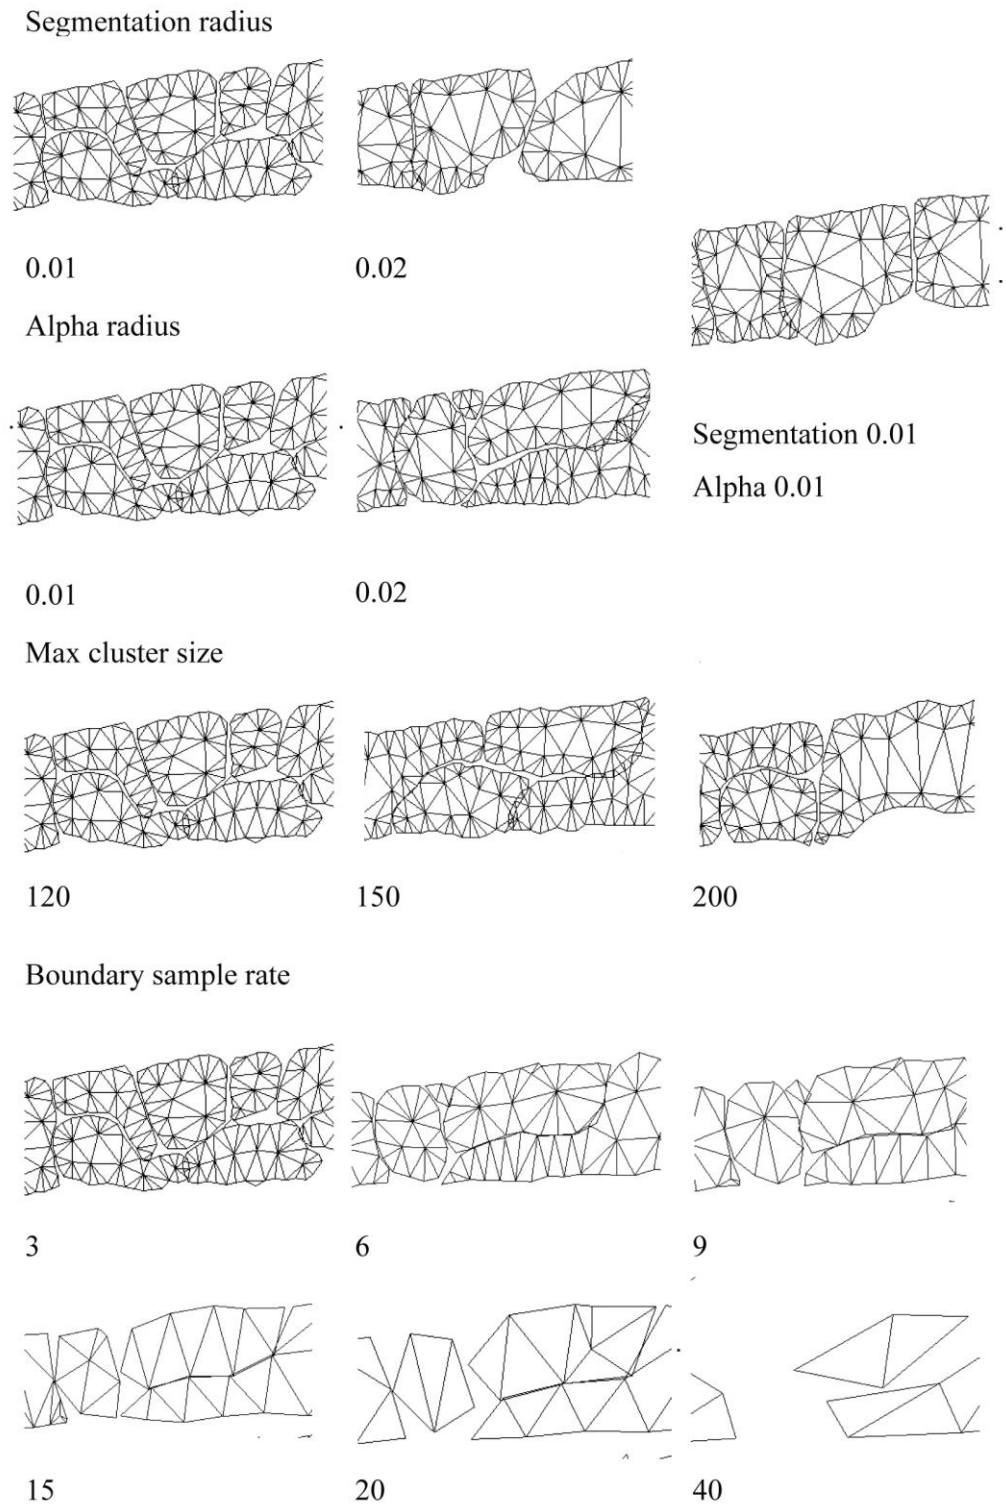 Segmentation radius
0.01
0.02
Alpha radius
Segmentation 0.01
Alpha 0.01
0.01
0.02
Max cluster size
120
150
200
Boundary sample rate
3
6
9
15
20
40